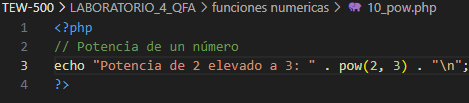 TEW-500 > LABORATORIO_4_QFA > funciones numericas > 10_pow.php
1 <?php
2 // Potencia de un número
3 echo "Potencia de 2 elevado a 3: " . pow(2, 3) . "\n";
4 ?>